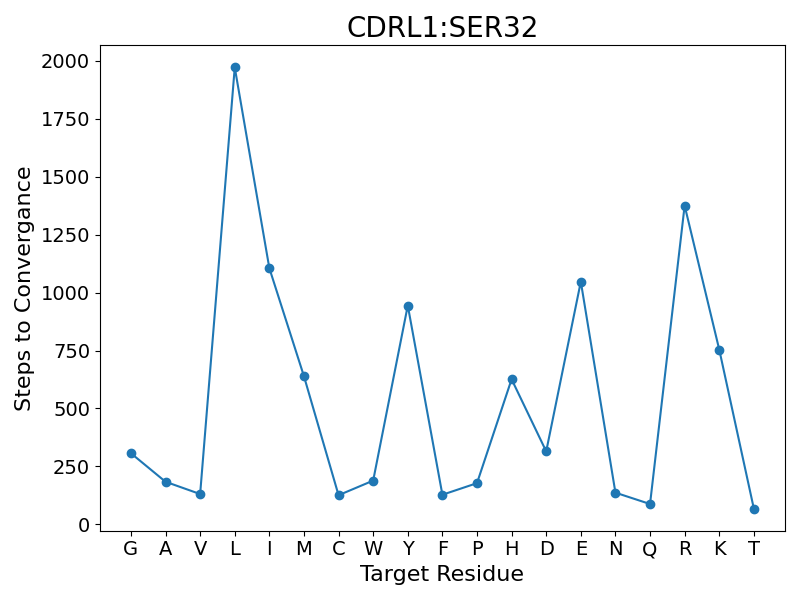 CDRL1:SER32
Steps to Convergance
2000
1750
1500
1250
1000
750
500
250
0
G A V L I M C W Y F P H D E N Q R K T
Target Residue